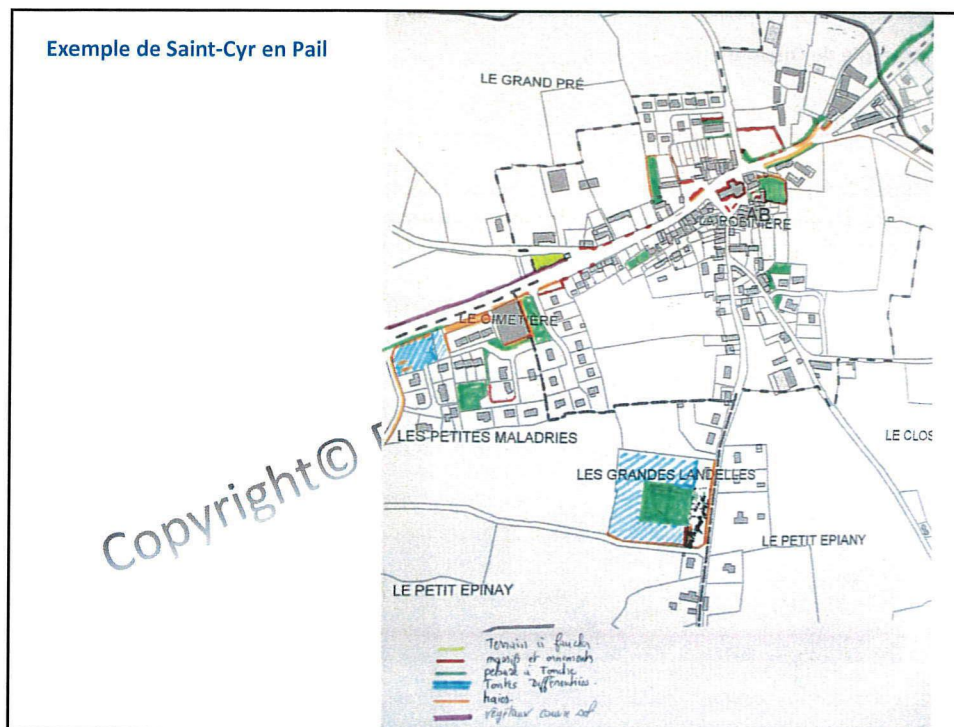 Exemple de Saint-Cyr en Pail
LE GRAND PRÉ
AB
LE CIMETIÈRE
LES PETITES MALADRIES
LE CLOS
LES GRANDES LANDELLES
LE PETIT EPIANY
LE PETIT EPINAY
Copyright©
Terrain à faucher
massifs et ornements
pelouse à Tondre
Tontes Différenciées.
haies.
végétaux couvre sol